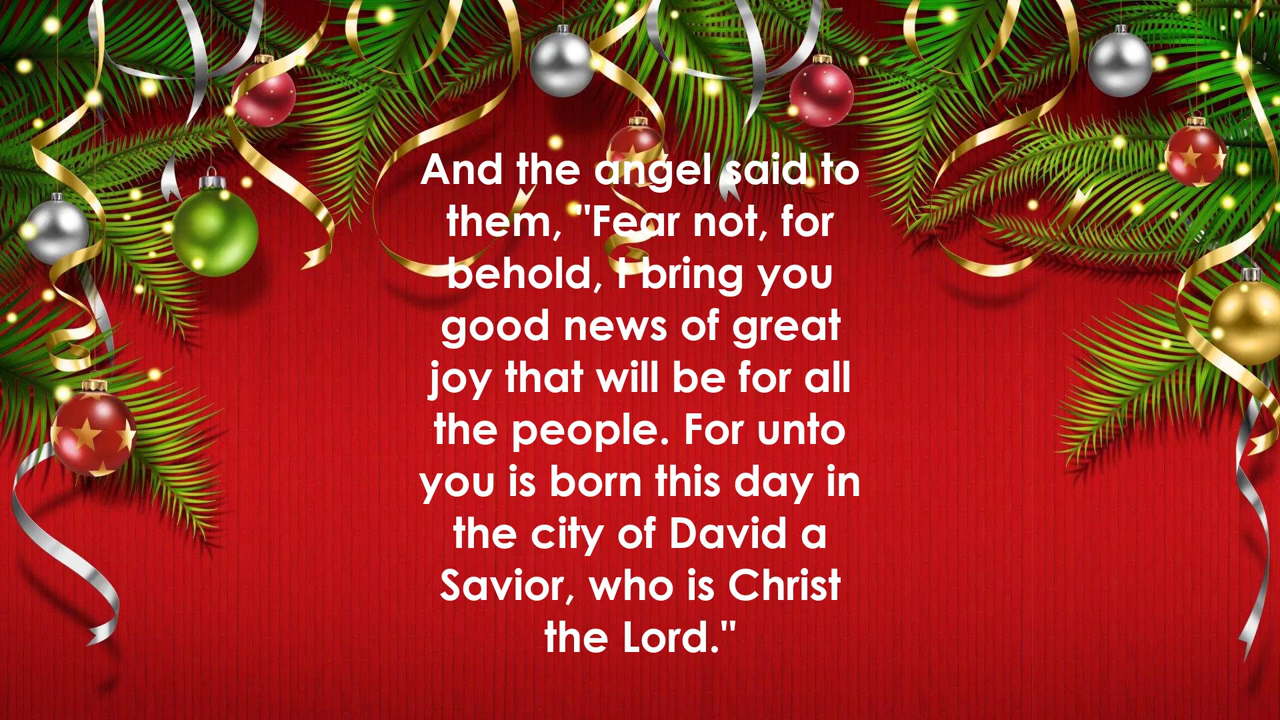 And the angel said to
them, "Fear not, for
behold, I bring you
good news of great
joy that will be for all
the people. For unto
you is born this day in
the city of David a
Savior, who is Christ
the Lord."